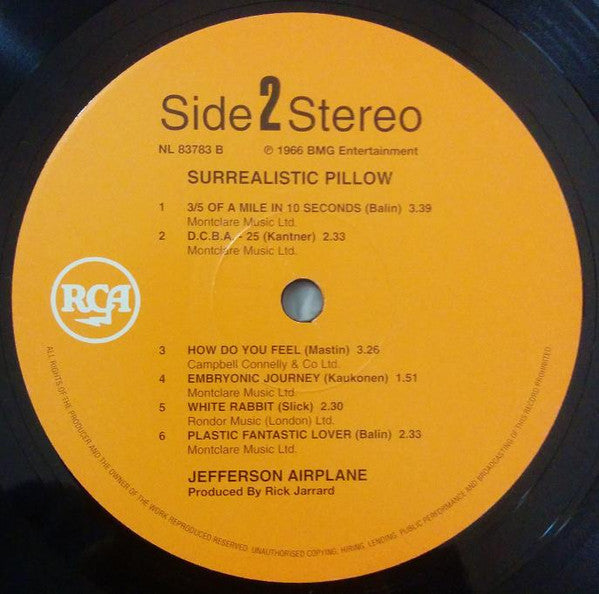 Side 2 Stereo
NL 83783 B ℗ 1966 BMG Entertainment
SURREALISTIC PILLOW
1 3/5 OF A MILE IN 10 SECONDS (Balin) 3.39
Montclare Music Ltd.
2 D.C.B.A. - 25 (Kantner) 2.33
Montclare Music Ltd.
RCA
3 HOW DO YOU FEEL (Mastin) 3.26
Campbell Connelly & Co Ltd.
4 EMBRYONIC JOURNEY (Kaukonen) 1.51
Montclare Music Ltd.
5 WHITE RABBIT (Slick) 2.30
Rondor Music (London) Ltd.
6 PLASTIC FANTASTIC LOVER (Balin) 2.33
Montclare Music Ltd.
JEFFERSON AIRPLANE
Produced By Rick Jarrard
ALL RIGHTS OF THE PRODUCER AND THE OWNER OF THE WORK REPRODUCED RESERVED. UNAUTHORISED COPYING, HIRING, LENDING, PUBLIC PERFORMANCE AND BROADCASTING OF THIS RECORD PROHIBITED